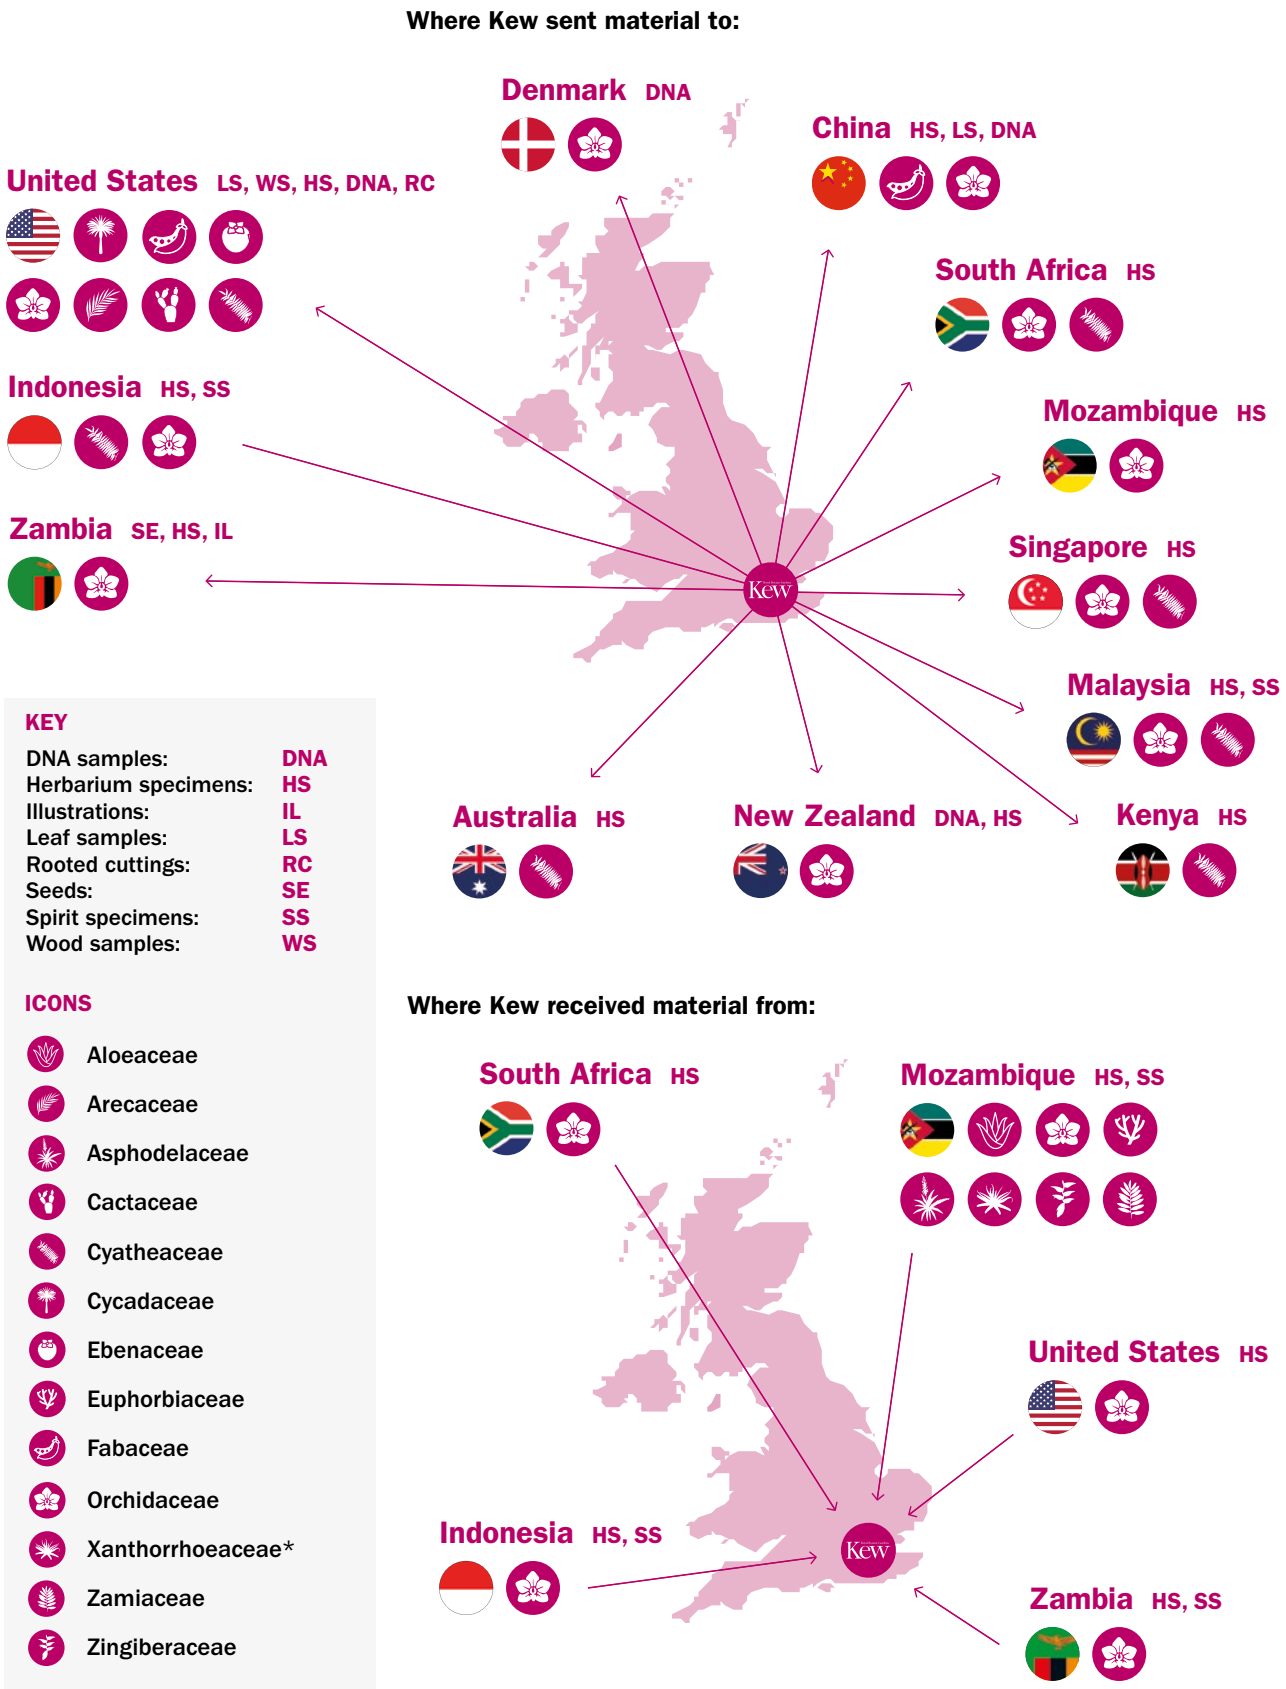 Where Kew sent material to:
Denmark DNA
China HS, LS, DNA
United States LS, WS, HS, DNA, RC
South Africa HS
Indonesia HS, SS
Mozambique HS
Zambia SE, HS, IL
Singapore HS
Kew
Malaysia HS, SS
Australia HS
New Zealand DNA, HS
Kenya HS
KEY
DNA samples: DNA
Herbarium specimens: HS
Illustrations: IL
Leaf samples: LS
Rooted cuttings: RC
Seeds: SE
Spirit specimens: SS
Wood samples: WS
ICONS
Aloeaceae
Arecaceae
Asphodelaceae
Cactaceae
Cyatheaceae
Cycadaceae
Ebenaceae
Euphorbiaceae
Fabaceae
Orchidaceae
Xanthorrhoeaceae*
Zamiaceae
Zingiberaceae
Where Kew received material from:
South Africa HS
Mozambique HS, SS
United States HS
Indonesia HS, SS
Kew
Zambia HS, SS